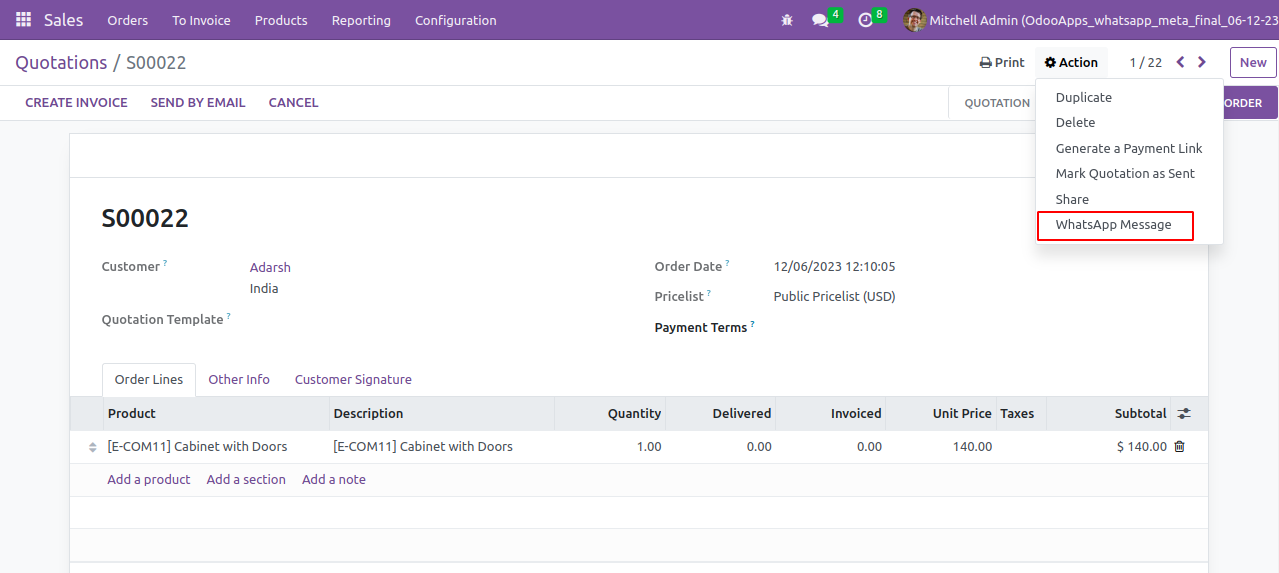 Sales Orders To Invoice Products Reporting Configuration 4 8 Mitchell Admin (OdooApps_whatsapp_meta_final_06-12-23
Quotations / S00022 Print Action 1 / 22 New
CREATE INVOICE SEND BY EMAIL CANCEL QUOTATION ORDER
Duplicate
Delete
Generate a Payment Link
Mark Quotation as Sent
Share
WhatsApp Message
S00022
Customer ? Adarsh Order Date ? 12/06/2023 12:10:05
India
Pricelist ? Public Pricelist (USD)
Quotation Template ?
Payment Terms ?
Order Lines Other Info Customer Signature
Product Description Quantity Delivered Invoiced Unit Price Taxes Subtotal
[E-COM11] Cabinet with Doors [E-COM11] Cabinet with Doors 1.00 0.00 0.00 140.00 $ 140.00
Add a product Add a section Add a note